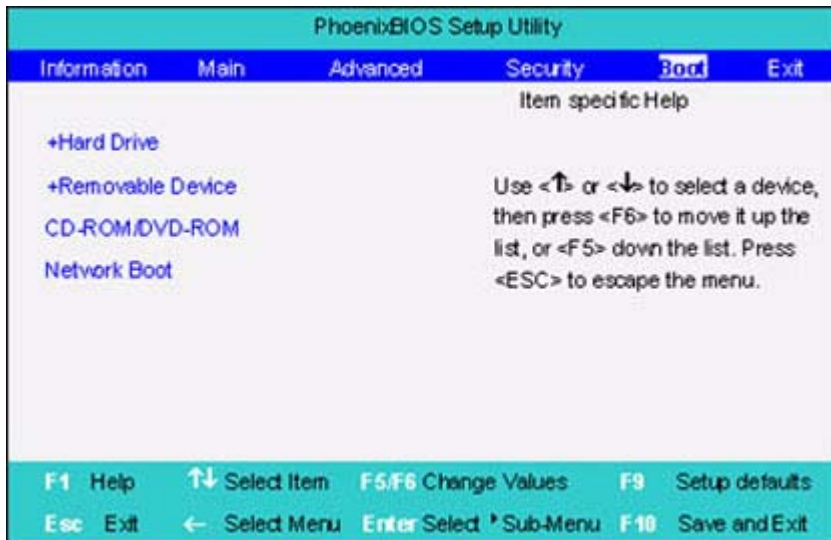 PhoenixBIOS Setup Utility
Information Main Advanced Security Boot Exit
Item specific Help
+Hard Drive
+Removable Device
CD-ROM/DVD-ROM
Network Boot
Use <↑> or <↓> to select a device,
then press <F6> to move it up the
list, or <F5> down the list. Press
<ESC> to escape the menu.
F1 Help ↑↓ Select Item F5/F6 Change Values F9 Setup defaults
Esc Exit ← Select Menu Enter Select ‣ Sub-Menu F10 Save and Exit